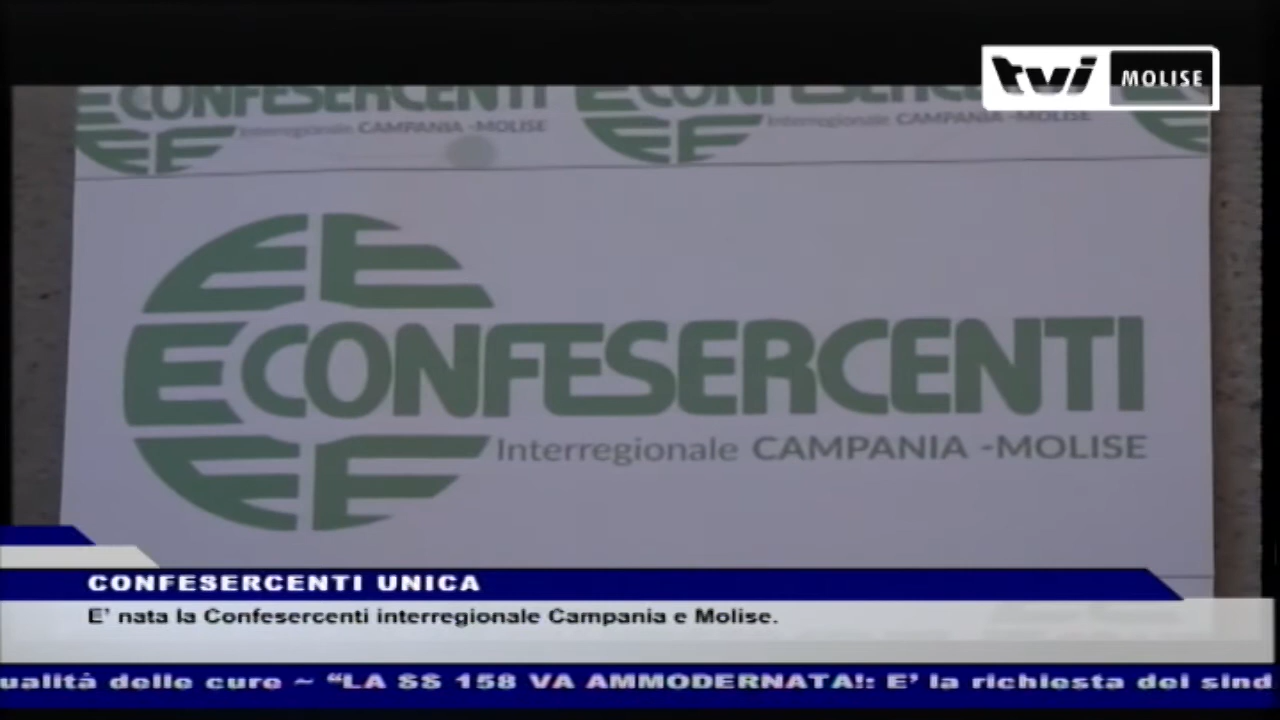 tvi MOLISE
CONFESERCENTI CONFESERCENTI
Interregionale CAMPANIA -MOLISE Interregionale CAMPANIA -MOLISE
CONFESERCENTI
Interregionale CAMPANIA -MOLISE
CONFESERCENTI UNICA
E' nata la Confesercenti interregionale Campania e Molise.
ualità delle cure ~ “LA SS 158 VA AMMODERNATA!: E' la richiesta dei sind